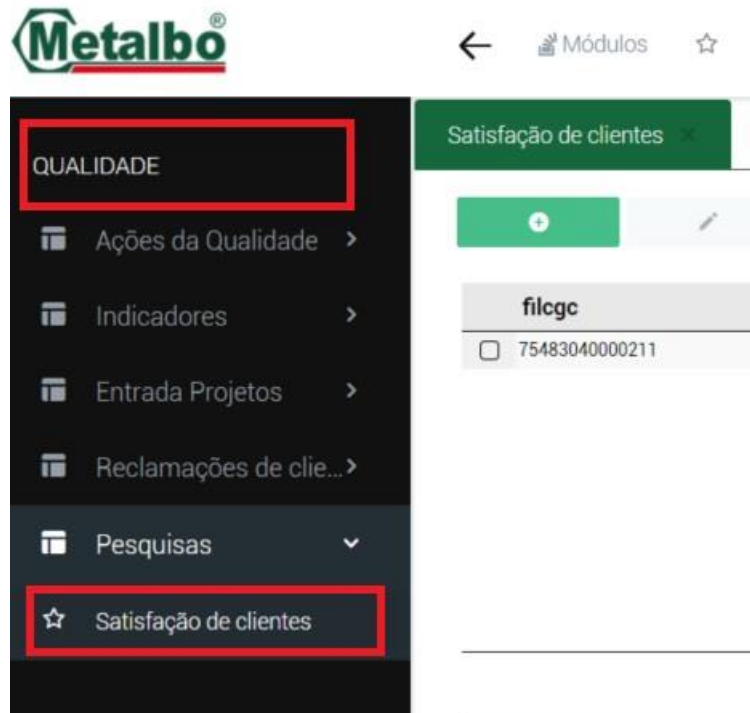 Metalbo®
Módulos
QUALIDADE
Satisfação de clientes ×
Ações da Qualidade
Indicadores
Entrada Projetos
Reclamações de clie...
Pesquisas
Satisfação de clientes
filcgc
75483040000211